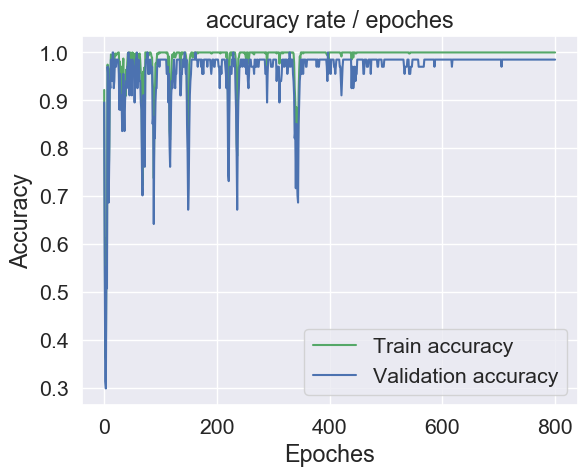 accuracy rate / epoches
1.0
0.9
0.8
0.7
0.6
0.5
0.4
0.3
Accuracy
Train accuracy
Validation accuracy
0
200
400
600
800
Epoches